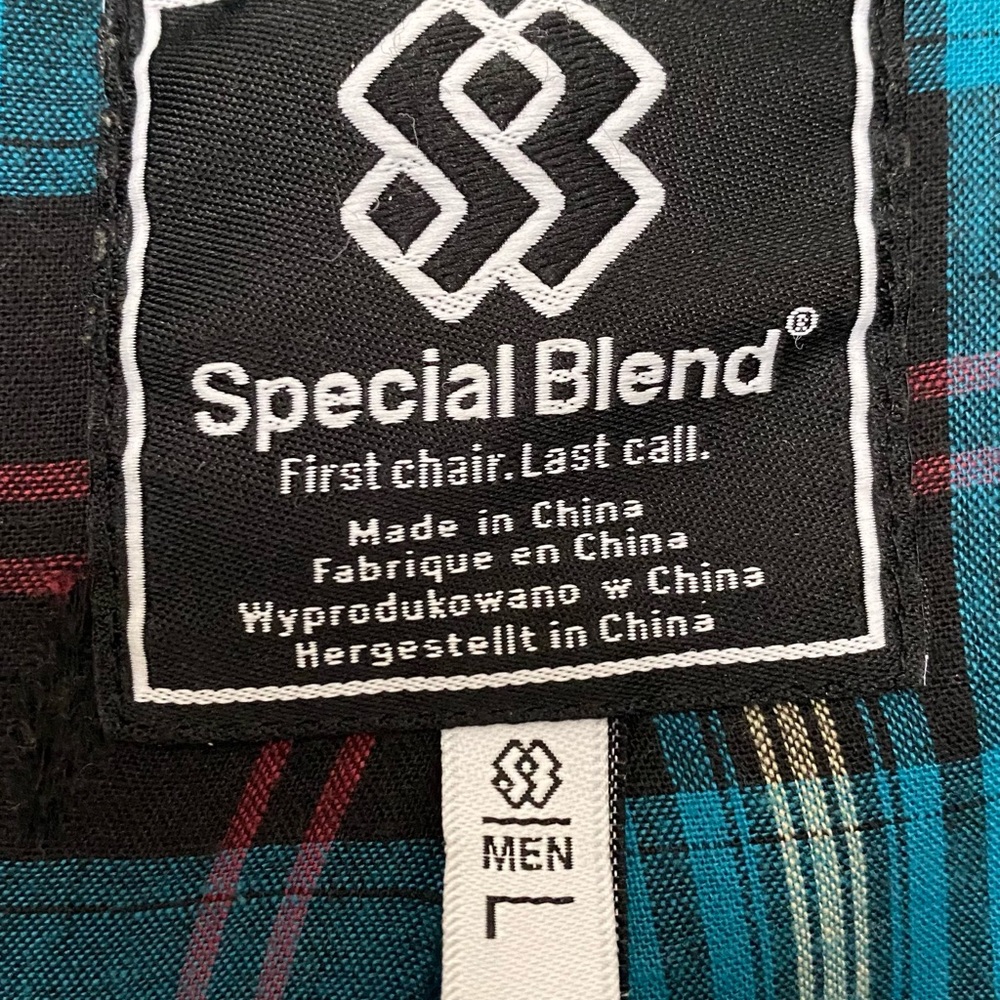 Special Blend®
First chair. Last call.
Made in China
Fabrique en China
Wyprodukowano w China
Hergestellt in China
MEN
L